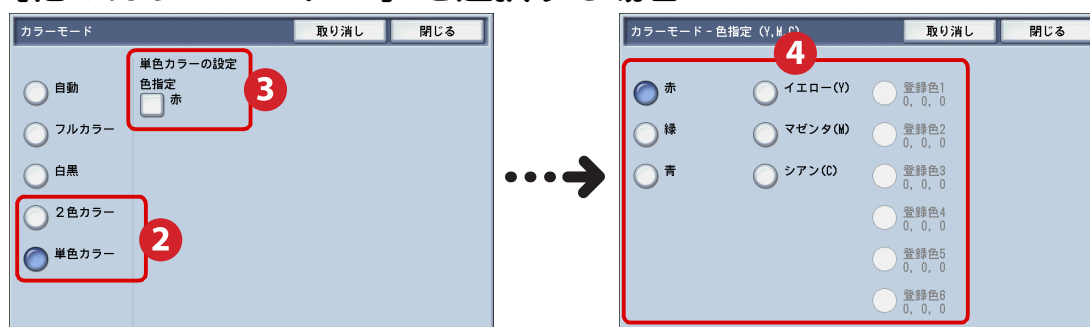 カラーモード
取り消し
閉じる
単色カラーの設定
色指定
赤
3
自動
フルカラー
白黒
2色カラー
単色カラー
2
カラーモード - 色指定
取り消し
閉じる
4
赤
緑
青
イエロー(Y)
マゼンタ(M)
シアン(C)
登録色1
0, 0, 0
登録色2
0, 0, 0
登録色3
0, 0, 0
登録色4
0, 0, 0
登録色5
0, 0, 0
登録色6
0, 0, 0